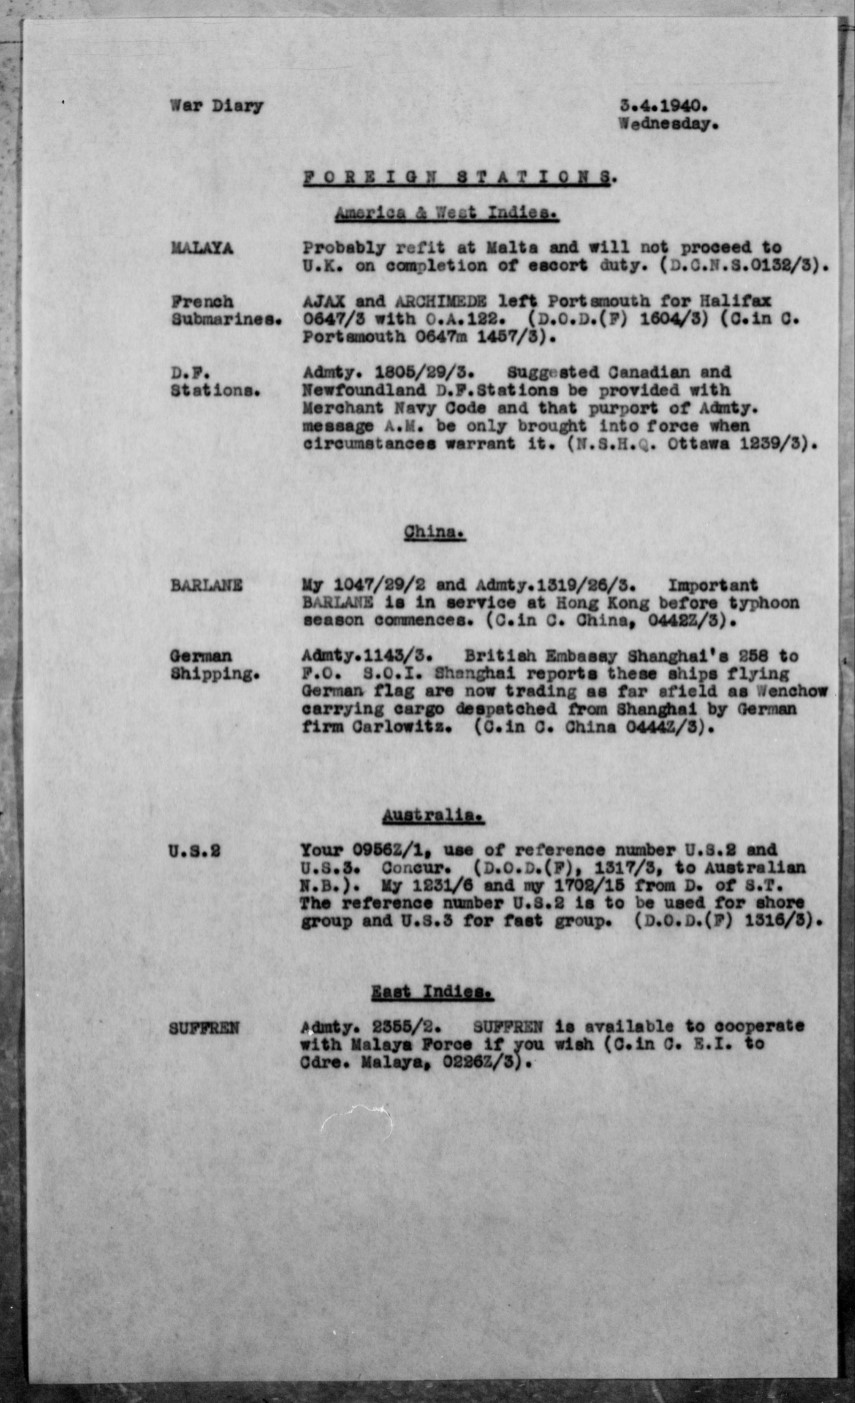 War Diary
3.4.1940.
Wednesday.
FOREIGN STATIONS.
America & West Indies.
MALAYA Probably refit at Malta and will not proceed to
U.K. on completion of escort duty. (D.C.N.S.0132/3).
French AJAX and ARCHIMEDE left Portsmouth for Halifax
Submarines. 0647/3 with O.A.122. (D.O.D.(F) 1604/3) (C.in C.
Portsmouth 0647m 1457/3).
D.F. Admty. 1805/29/3. Suggested Canadian and
Stations. Newfoundland D.F.Stations be provided with
Merchant Navy Code and that purport of Admty.
message A.M. be only brought into force when
circumstances warrant it. (N.S.H.Q. Ottawa 1239/3).
China.
BARLANE My 1047/29/2 and Admty.1319/26/3. Important
BARLANE is in service at Hong Kong before typhoon
season commences. (C.in C. China, 0442Z/3).
German Admty.1143/3. British Embassy Shanghai's 258 to
Shipping. F.O. S.O.I. Shanghai reports these ships flying
German flag are now trading as far afield as Wenchow
carrying cargo despatched from Shanghai by German
firm Carlowitz. (C.in C. China 0444Z/3).
Australia.
U.S.2 Your 0956Z/1, use of reference number U.S.2 and
U.S.3. Concur. (D.O.D.(F), 1317/3, to Australian
N.B.). My 1231/6 and my 1702/15 from D. of S.T.
The reference number U.S.2 is to be used for shore
group and U.S.3 for fast group. (D.O.D.(F) 1316/3).
East Indies.
SUFFREN Admty. 2355/2. SUFFREN is available to cooperate
with Malaya Force if you wish (C.in C. E.I. to
Cdre. Malaya, 0226Z/3).